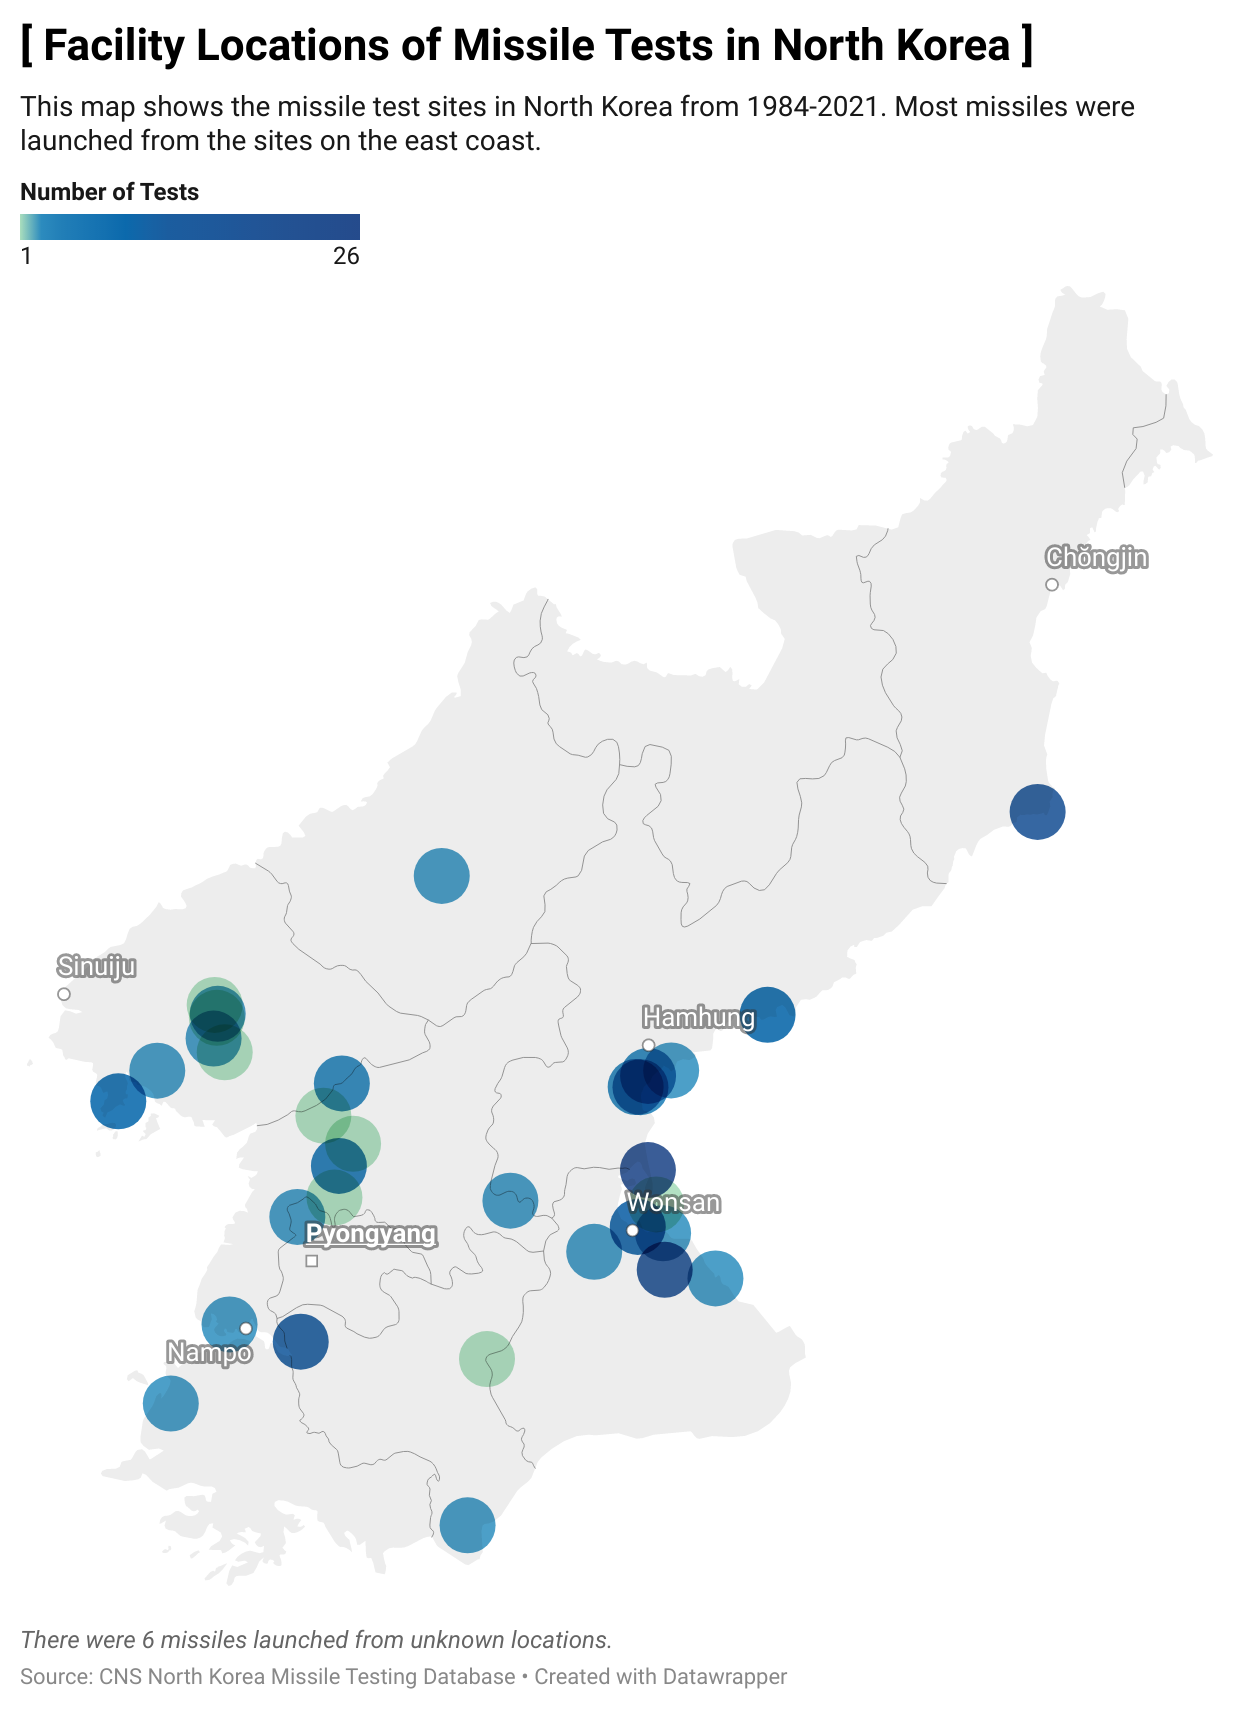 [ Facility Locations of Missile Tests in North Korea ]
This map shows the missile test sites in North Korea from 1984-2021. Most missiles were
launched from the sites on the east coast.
Number of Tests
1 26
Chŏngjin
Sinuiju
Hamhung
Wonsan
Pyongyang
Nampo
There were 6 missiles launched from unknown locations.
Source: CNS North Korea Missile Testing Database • Created with Datawrapper